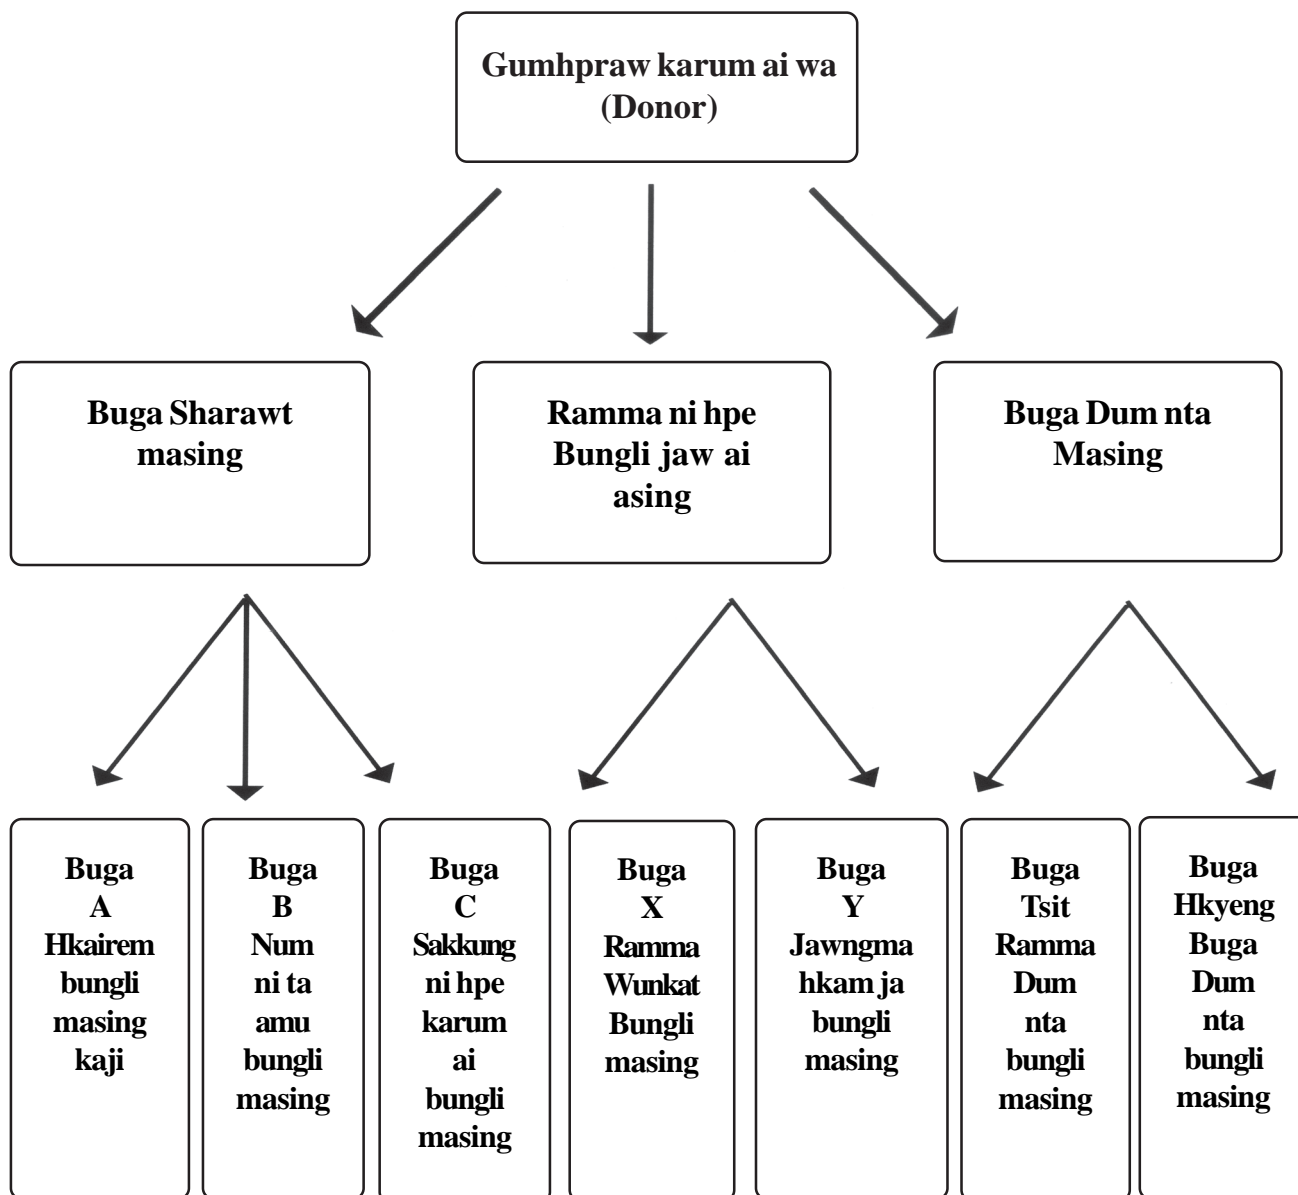 Gumhpraw karum ai wa
(Donor)
Buga Sharawt
masing
Ramma ni hpe
Bungli jaw ai
asing
Buga Dum nta
Masing
Buga
A
Hkairem
bungli
masing
kaji
Buga
B
Num
ni ta
amu
bungli
masing
Buga
C
Sakkung
ni hpe
karum
ai
bungli
masing
Buga
X
Ramma
Wunkat
Bungli
masing
Buga
Y
Jawngma
hkam ja
bungli
masing
Buga
Tsit
Ramma
Dum
nta
bungli
masing
Buga
Hkyeng
Buga
Dum
nta
bungli
masing